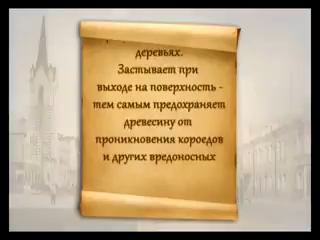 деревьях.
Застывает при
выходе на поверхность -
тем самым предохраняет
древесину от
проникновения короедов
и других вредоносных